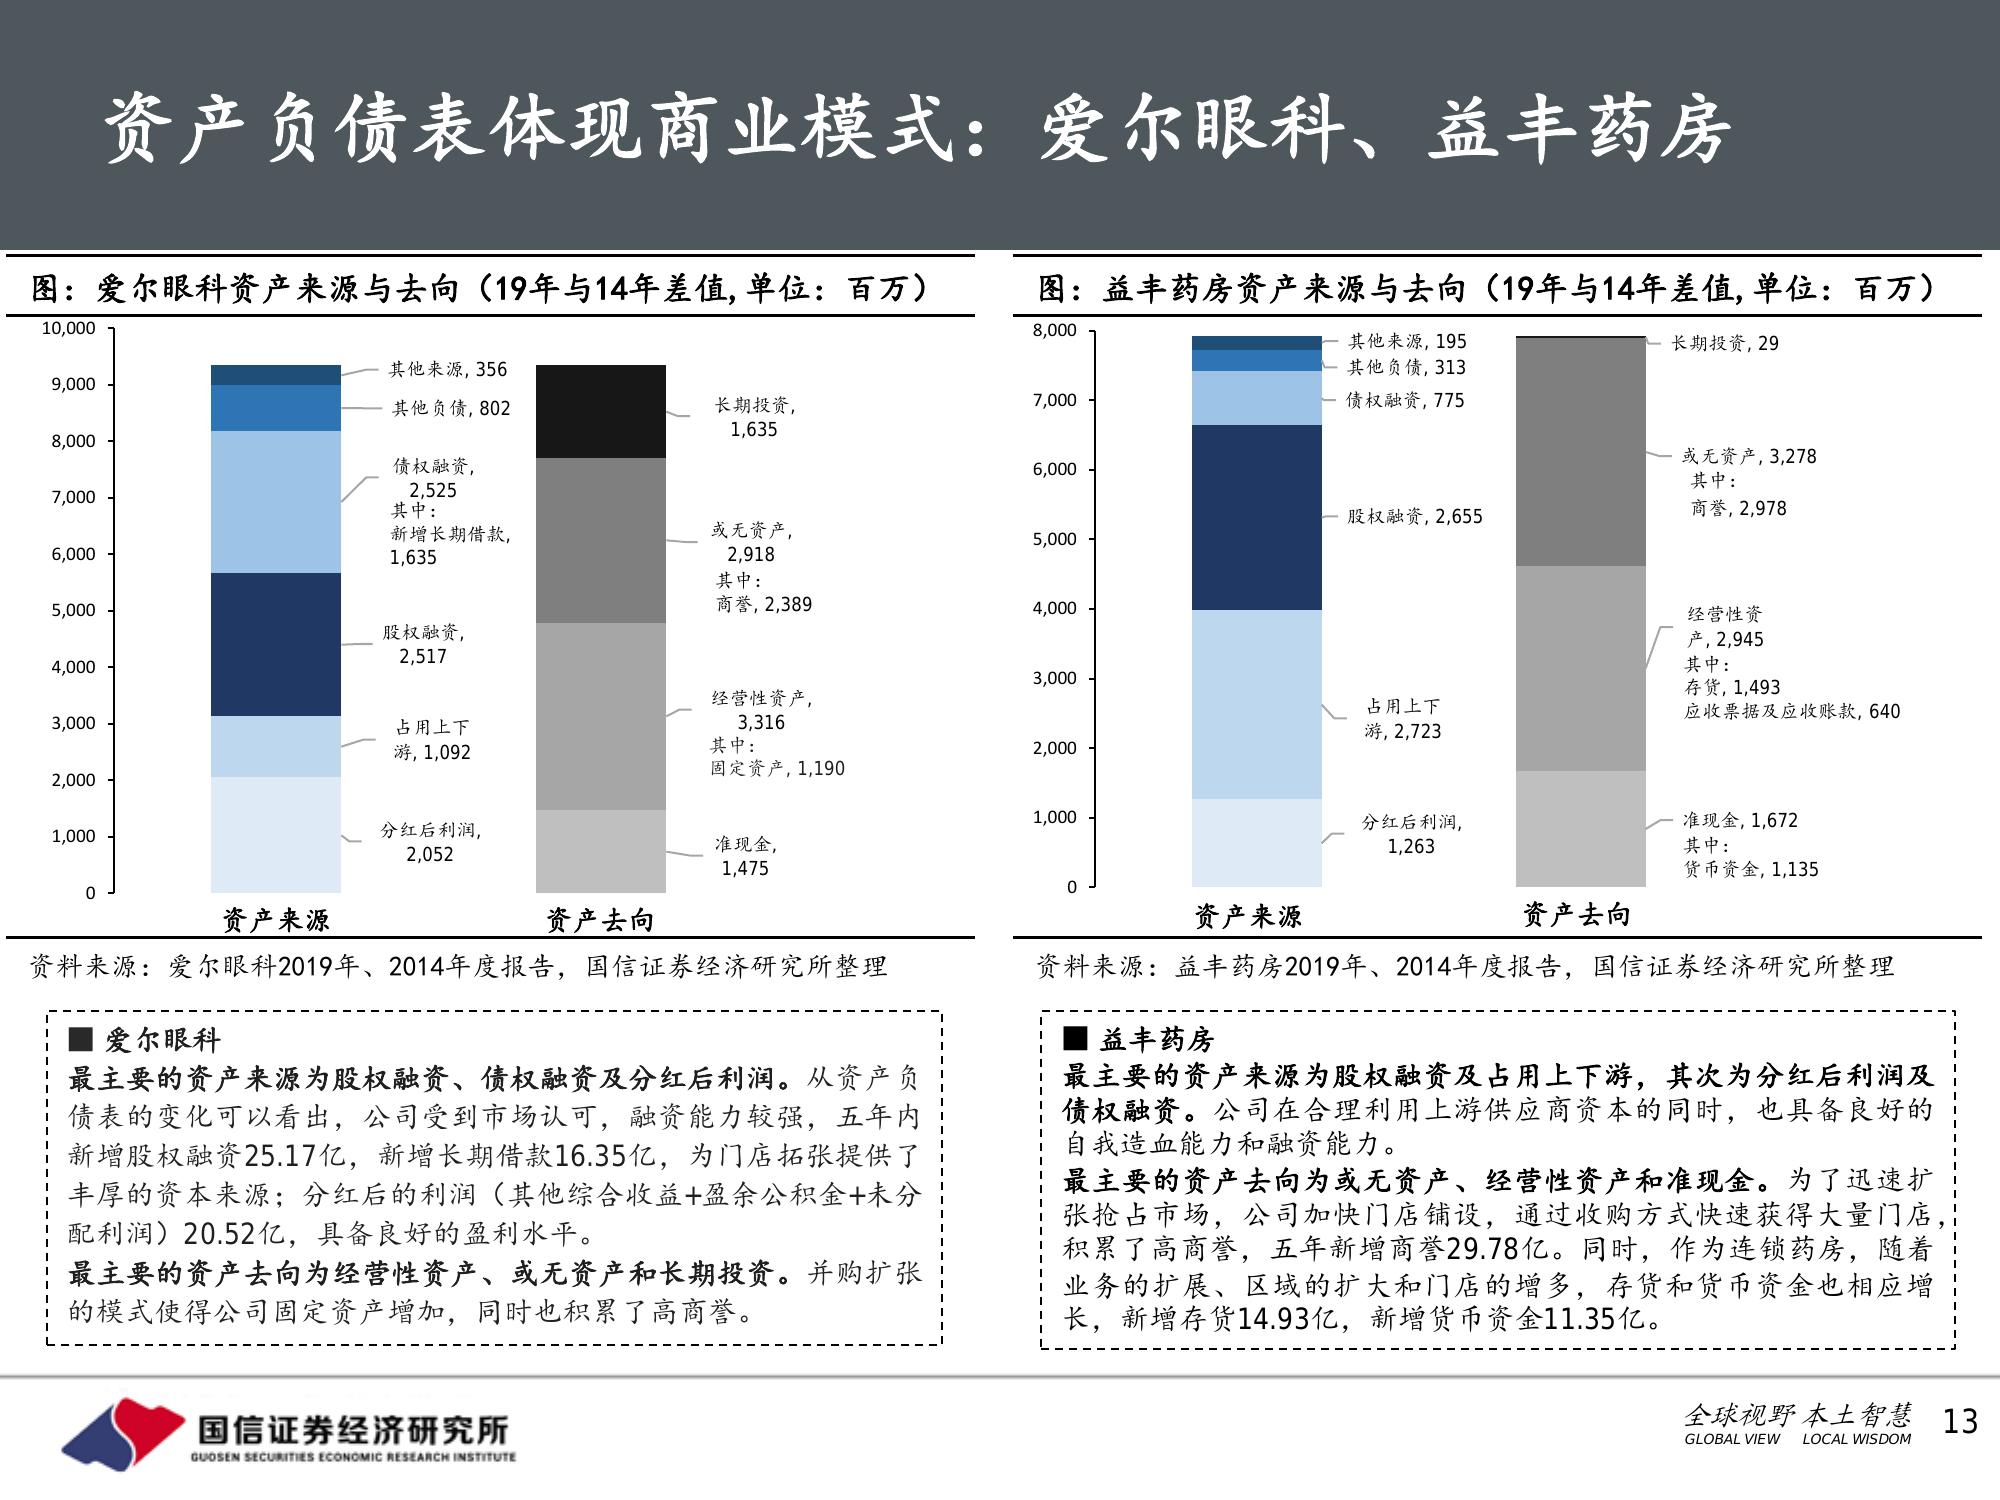 资产负债表体现商业模式：爱尔眼科、益丰药房
图：爱尔眼科资产来源与去向（19年与14年差值,单位：百万）
10,000
9,000
8,000
7,000
6,000
5,000
4,000
3,000
2,000
1,000
0
其他来源, 356
其他负债, 802
债权融资,
2,525
其中：
新增长期借款,
1,635
股权融资,
2,517
占用上下
游, 1,092
分红后利润,
2,052
长期投资,
1,635
或无资产,
2,918
其中：
商誉, 2,389
经营性资产,
3,316
其中：
固定资产, 1,190
准现金,
1,475
资产来源
资产去向
资料来源：爱尔眼科2019年、2014年度报告，国信证券经济研究所整理
图：益丰药房资产来源与去向（19年与14年差值,单位：百万）
8,000
7,000
6,000
5,000
4,000
3,000
2,000
1,000
0
其他来源, 195
其他负债, 313
债权融资, 775
股权融资, 2,655
占用上下
游, 2,723
分红后利润,
1,263
长期投资, 29
或无资产, 3,278
其中：
商誉, 2,978
经营性资
产, 2,945
其中：
存货, 1,493
应收票据及应收账款, 640
准现金, 1,672
其中：
货币资金, 1,135
资产来源
资产去向
资料来源：益丰药房2019年、2014年度报告，国信证券经济研究所整理
■ 爱尔眼科
最主要的资产来源为股权融资、债权融资及分红后利润。从资产负
债表的变化可以看出，公司受到市场认可，融资能力较强，五年内
新增股权融资25.17亿，新增长期借款16.35亿，为门店拓张提供了
丰厚的资本来源；分红后的利润（其他综合收益+盈余公积金+未分
配利润）20.52亿，具备良好的盈利水平。
最主要的资产去向为经营性资产、或无资产和长期投资。并购扩张
的模式使得公司固定资产增加，同时也积累了高商誉。
■ 益丰药房
最主要的资产来源为股权融资及占用上下游，其次为分红后利润及
债权融资。公司在合理利用上游供应商资本的同时，也具备良好的
自我造血能力和融资能力。
最主要的资产去向为或无资产、经营性资产和准现金。为了迅速扩
张抢占市场，公司加快门店铺设，通过收购方式快速获得大量门店，
积累了高商誉，五年新增商誉29.78亿。同时，作为连锁药房，随着
业务的扩展、区域的扩大和门店的增多，存货和货币资金也相应增
长，新增存货14.93亿，新增货币资金11.35亿。
国信证券经济研究所
GUOSEN SECURITIES ECONOMIC RESEARCH INSTITUTE
全球视野 本土智慧
GLOBAL VIEW LOCAL WISDOM
13